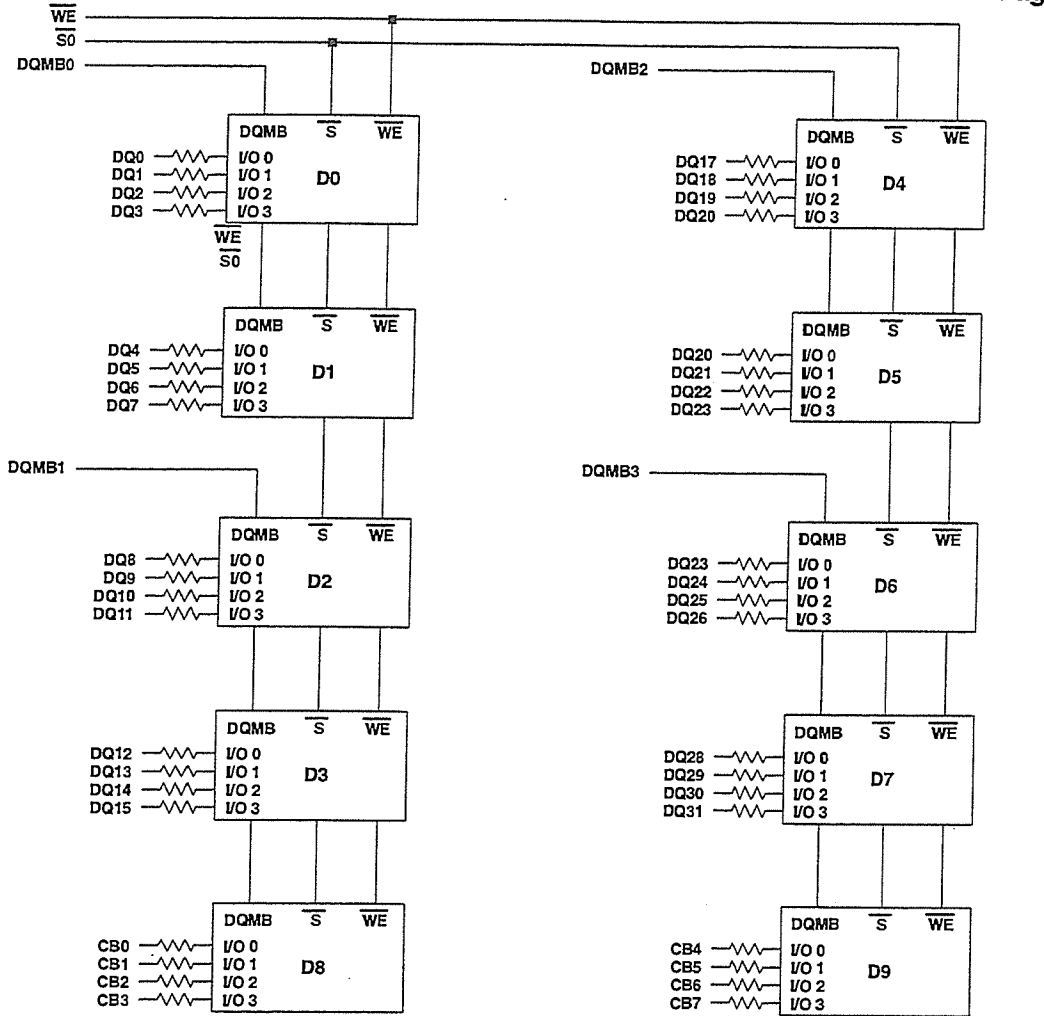 WE
S0
DQMB0
DQMB S WE
DQ0 I/O 0
DQ1 I/O 1
DQ2 I/O 2
DQ3 I/O 3
D0
WE
S0
DQMB S WE
DQ4 I/O 0
DQ5 I/O 1
DQ6 I/O 2
DQ7 I/O 3
D1
DQMB1
DQMB S WE
DQ8 I/O 0
DQ9 I/O 1
DQ10 I/O 2
DQ11 I/O 3
D2
DQMB S WE
DQ12 I/O 0
DQ13 I/O 1
DQ14 I/O 2
DQ15 I/O 3
D3
DQMB S WE
CB0 I/O 0
CB1 I/O 1
CB2 I/O 2
CB3 I/O 3
D8
DQMB2
DQMB S WE
DQ17 I/O 0
DQ18 I/O 1
DQ19 I/O 2
DQ20 I/O 3
D4
DQMB S WE
DQ20 I/O 0
DQ21 I/O 1
DQ22 I/O 2
DQ23 I/O 3
D5
DQMB3
DQMB S WE
DQ23 I/O 0
DQ24 I/O 1
DQ25 I/O 2
DQ26 I/O 3
D6
DQMB S WE
DQ28 I/O 0
DQ29 I/O 1
DQ30 I/O 2
DQ31 I/O 3
D7
DQMB S WE
CB4 I/O 0
CB5 I/O 1
CB6 I/O 2
CB7 I/O 3
D9